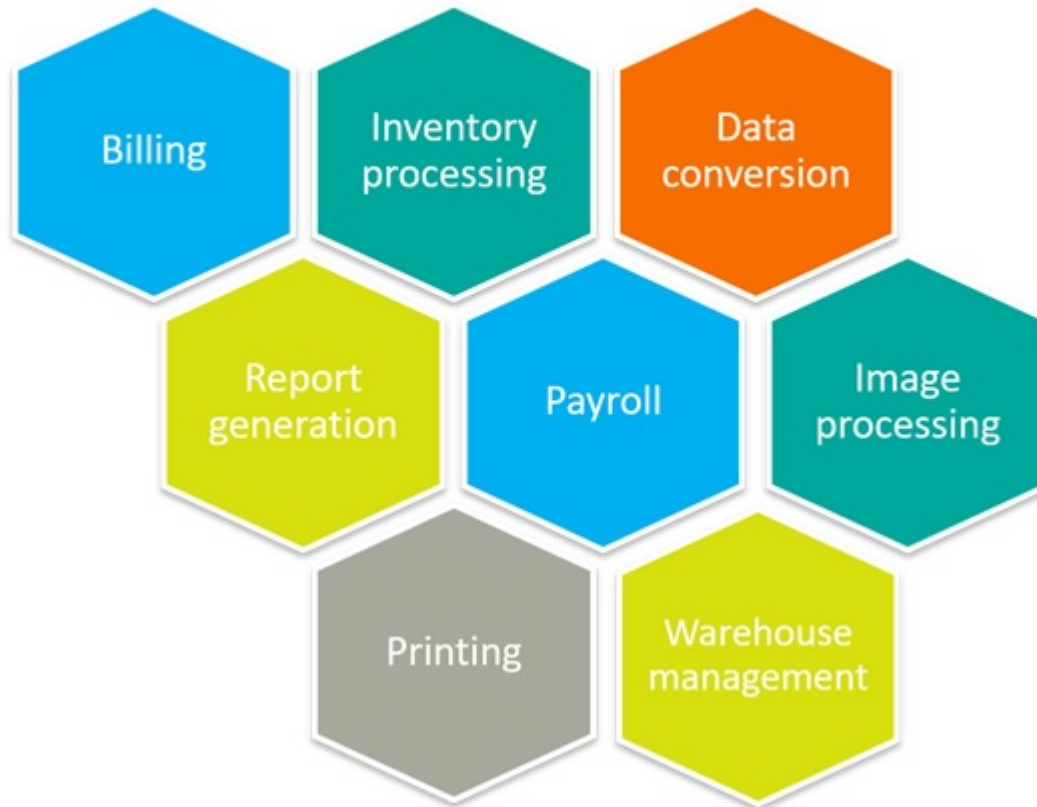 Billing
Inventory
processing
Data
conversion
Report
generation
Payroll
Image
processing
Printing
Warehouse
management